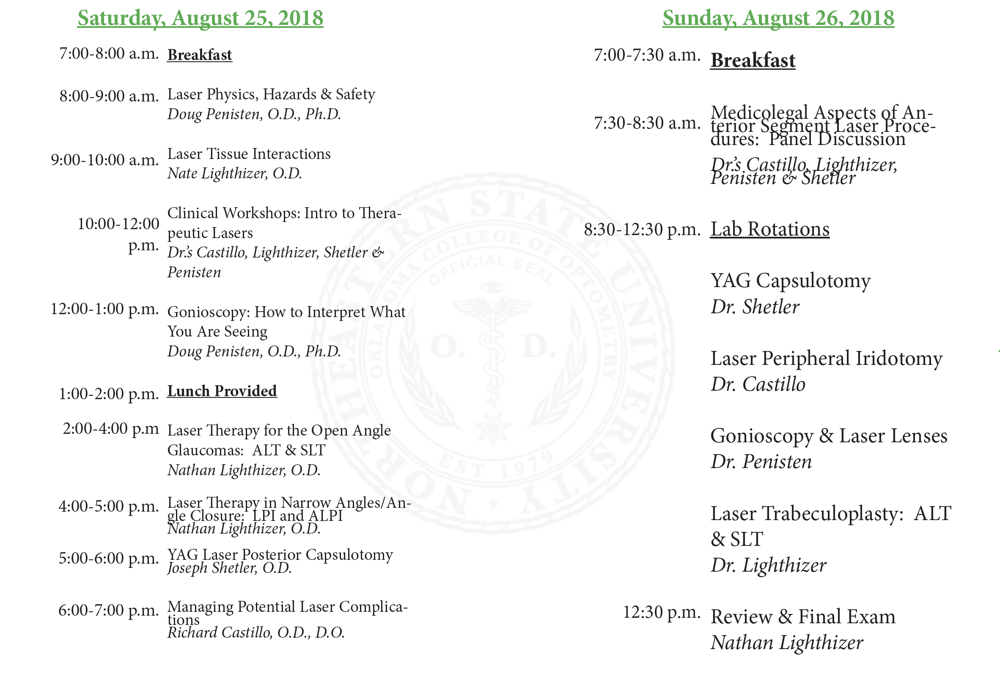 Saturday, August 25, 2018
7:00-8:00 a.m. Breakfast
8:00-9:00 a.m. Laser Physics, Hazards & Safety
Doug Penisten, O.D., Ph.D.
9:00-10:00 a.m. Laser Tissue Interactions
Nate Lighthizer, O.D.
10:00-12:00
p.m.
Clinical Workshops: Intro to Thera-
peutic Lasers
Dr.'s Castillo, Lighthizer, Shetler &
Penisten
12:00-1:00 p.m. Gonioscopy: How to Interpret What
You Are Seeing
Doug Penisten, O.D., Ph.D.
1:00-2:00 p.m. Lunch Provided
2:00-4:00 p.m Laser Therapy for the Open Angle
Glaucomas:  ALT & SLT
Nathan Lighthizer, O.D.
4:00-5:00 p.m. Laser Therapy in Narrow Angles/An-
gle Closure:  LPI and ALPI
Nathan Lighthizer, O.D.
5:00-6:00 p.m. YAG Laser Posterior Capsulotomy
Joseph Shetler, O.D.
6:00-7:00 p.m. Managing Potential Laser Complica-
tions
Richard Castillo, O.D., D.O.
Sunday, August 26, 2018
7:00-7:30 a.m. Breakfast
7:30-8:30 a.m. Medicolegal Aspects of An-
terior Segment Laser Proce-
dures:  Panel Discussion
Dr.'s Castillo, Lighthizer,
Penisten & Shetler
8:30-12:30 p.m. Lab Rotations
YAG Capsulotomy
Dr. Shetler
Laser Peripheral Iridotomy
Dr. Castillo
Gonioscopy & Laser Lenses
Dr. Penisten
Laser Trabeculoplasty:  ALT
& SLT
Dr. Lighthizer
12:30 p.m. Review & Final Exam
Nathan Lighthizer
NORTHEASTERN STATE UNIVERSITY
OKLAHOMA COLLEGE OF OPTOMETRY
OFFICIAL SEAL
O. D.
EST 1979